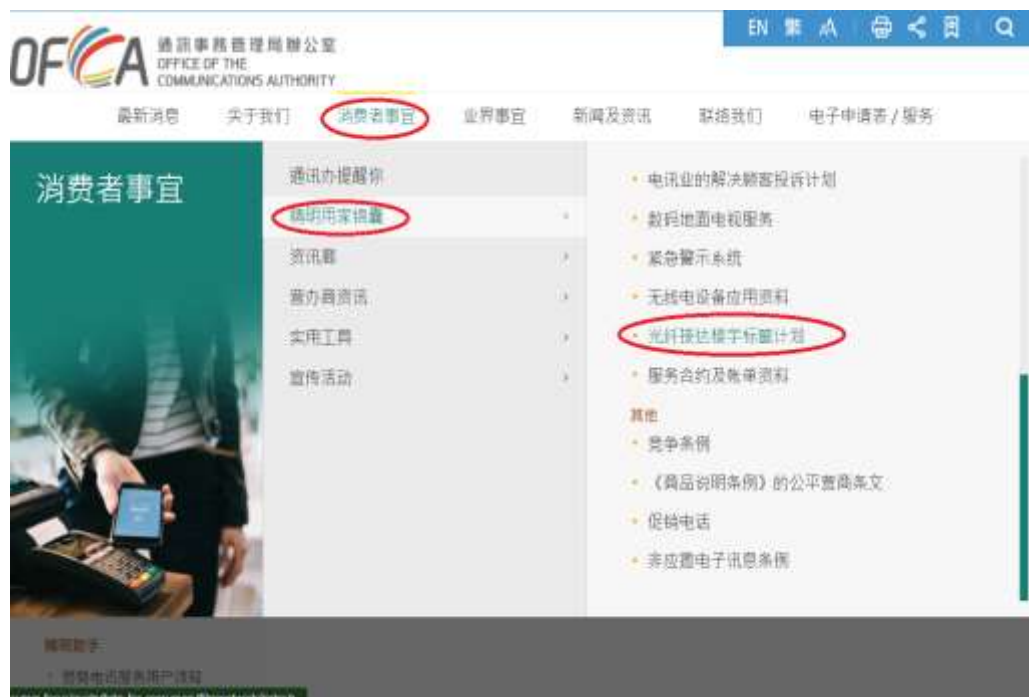 EN 繁 AA
OFCA 通訊事務管理局辦公室
OFFICE OF THE
COMMUNICATIONS AUTHORITY
最新消息 关于我们 消费者事宜 业界事宜 新闻及资讯 联络我们 电子申请表 / 服务
消费者事宜
通讯办提醒你
精明用家锦囊
资讯廊
营办商资讯
实用工具
宣传活动
电讯业的解决顾客投诉计划
数码地面电视服务
紧急警示系统
无线电设备应用资料
光纤接达楼宇标签计划
服务合约及帐单资料
其他
竞争条例
《商品说明条例》的公平营商条文
促销电话
非应邀电子讯息条例